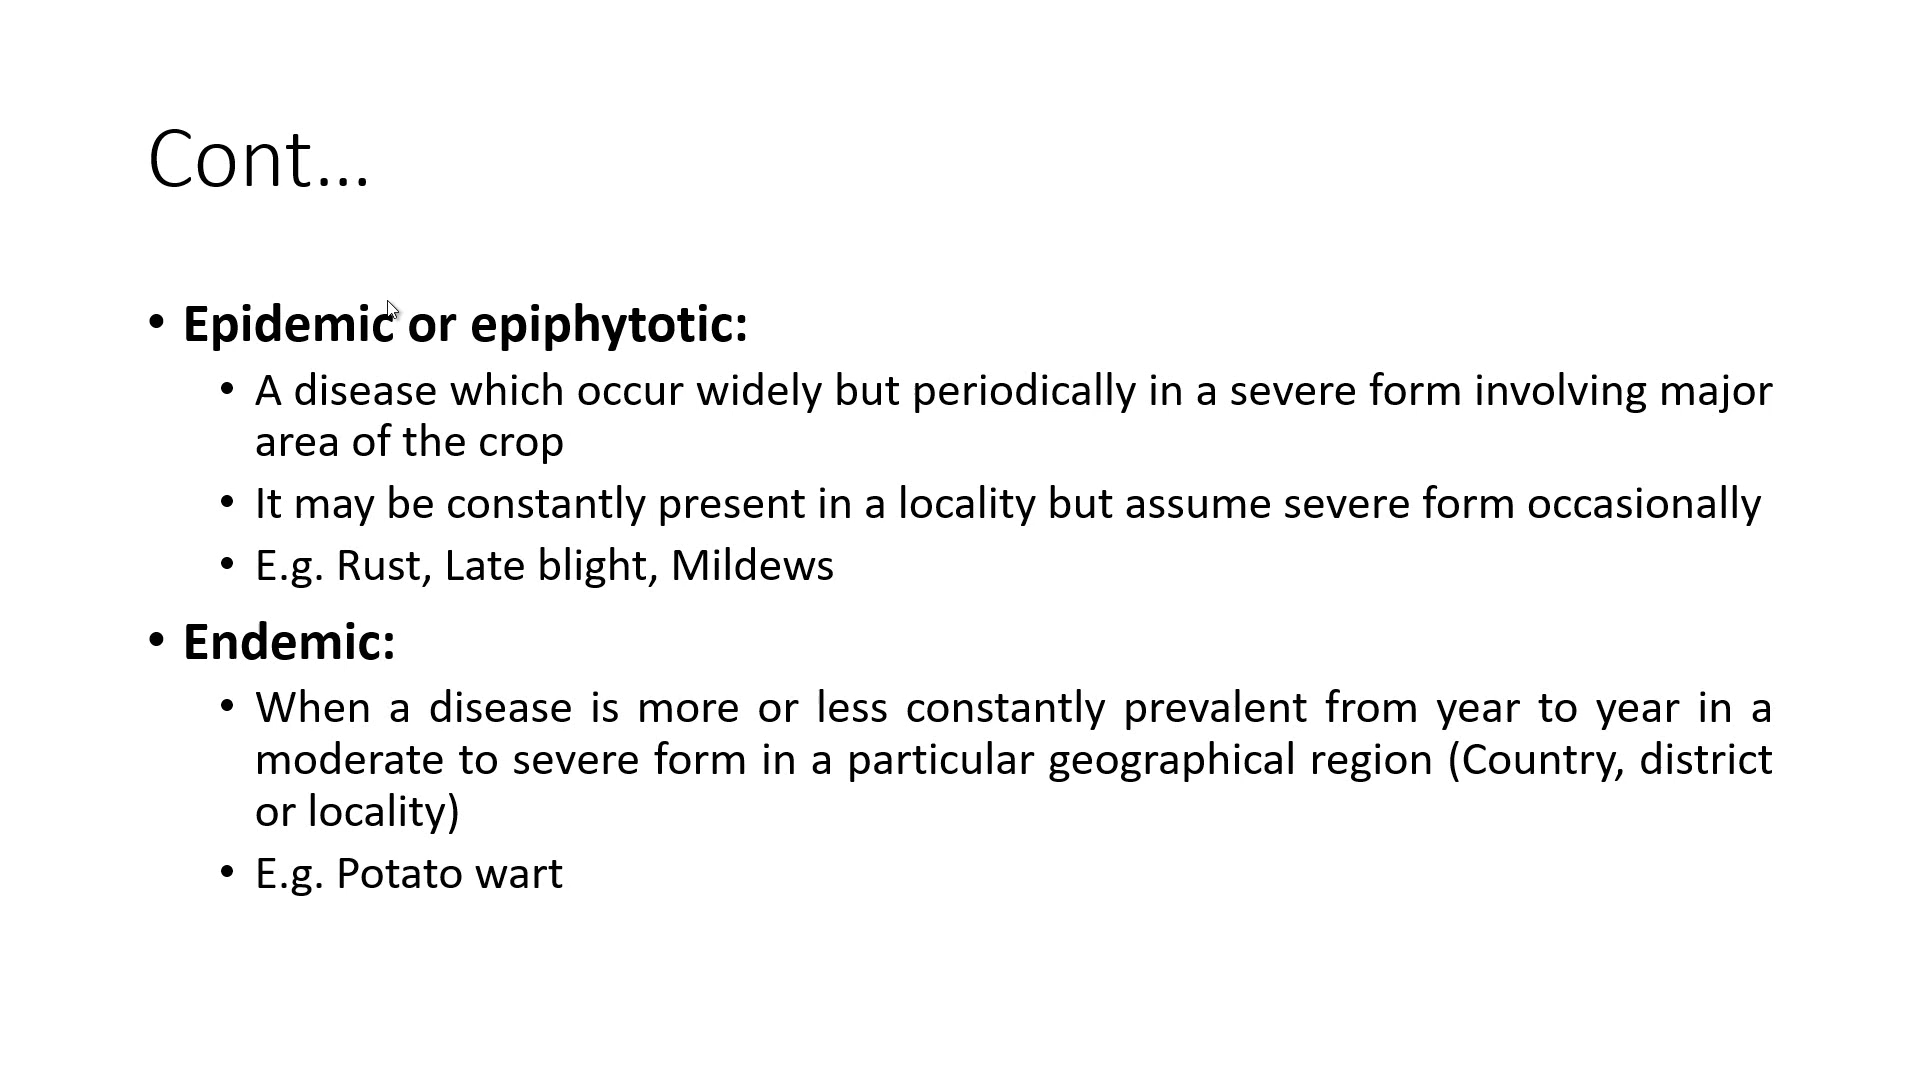 Cont…
• Epidemic or epiphytotic:
• A disease which occur widely but periodically in a severe form involving major
area of the crop
• It may be constantly present in a locality but assume severe form occasionally
• E.g. Rust, Late blight, Mildews
• Endemic:
• When a disease is more or less constantly prevalent from year to year in a
moderate to severe form in a particular geographical region (Country, district
or locality)
• E.g. Potato wart